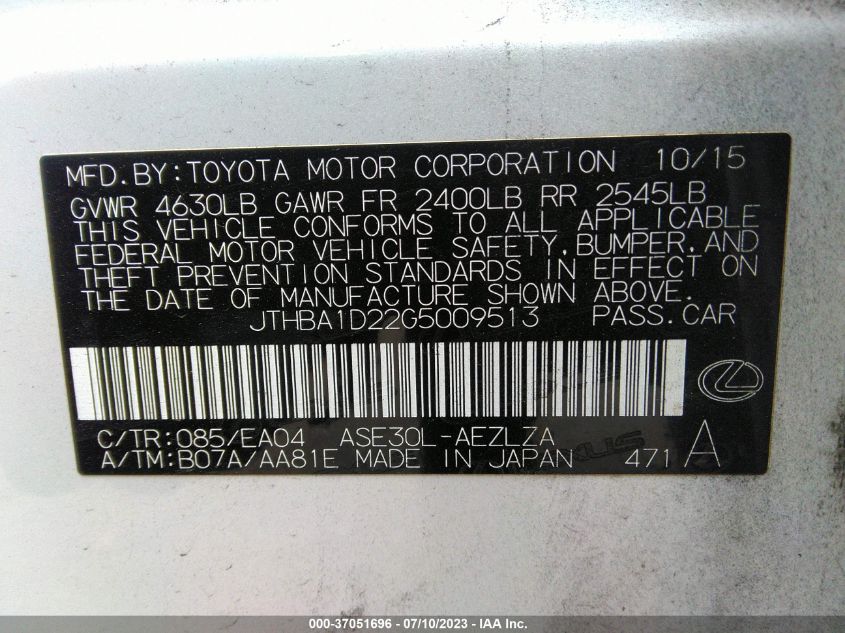 MFD. BY: TOYOTA MOTOR CORPORATION 10/15
GVWR 4630LB GAWR FR 2400LB RR 2545LB
THIS VEHICLE CONFORMS TO ALL APPLICABLE
FEDERAL MOTOR VEHICLE SAFETY, BUMPER, AND
THEFT PREVENTION STANDARDS IN EFFECT ON
THE DATE OF MANUFACTURE SHOWN ABOVE.
JTHBA1D22G5009513 PASS. CAR
C/TR: 085/EA04 ASE30L-AEZLZA
A/TM: B07A/AA81E MADE IN JAPAN 471 A
LEXUS
000-37051696 - 07/10/2023 - IAA Inc.